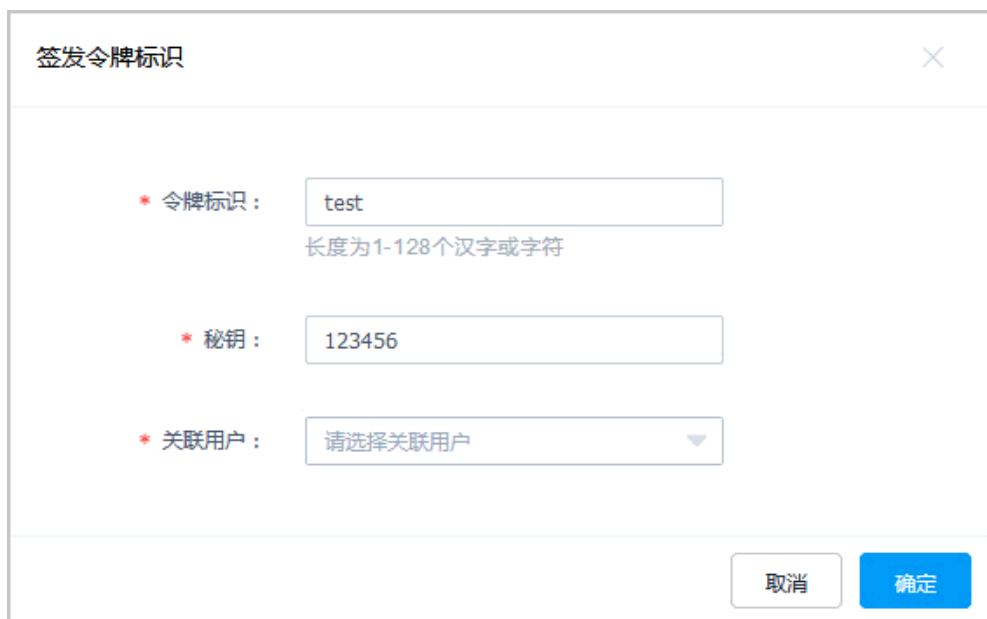 签发令牌标识
* 令牌标识： test
长度为1-128个汉字或字符
* 秘钥： 123456
* 关联用户： 请选择关联用户
取消 确定